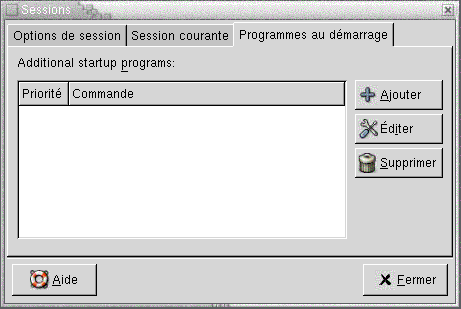 Sessions
Options de session Session courante Programmes au démarrage
Additional startup programs:
Priorité Commande
Ajouter
Éditer
Supprimer
Aide Fermer